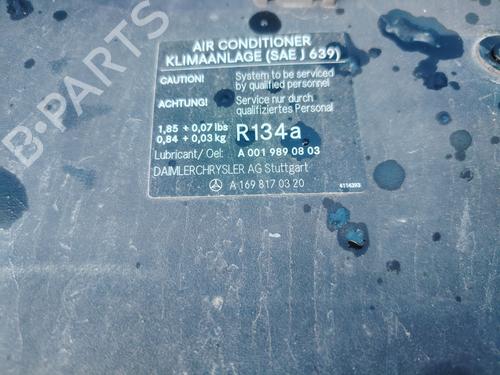 AIR CONDITIONER
KLIMAANLAGE (SAE J 639)
CAUTION! System to be serviced
by qualified personnel
ACHTUNG! Service nur durch
qualifiziertes Personal
1,85 + 0,07 lbs
0,84 + 0,03 kg
R134a
Lubricant/ Oel: A 001 989 08 03
DAIMLERCHRYSLER AG Stuttgart
A 169 817 03 20
B-PARTS